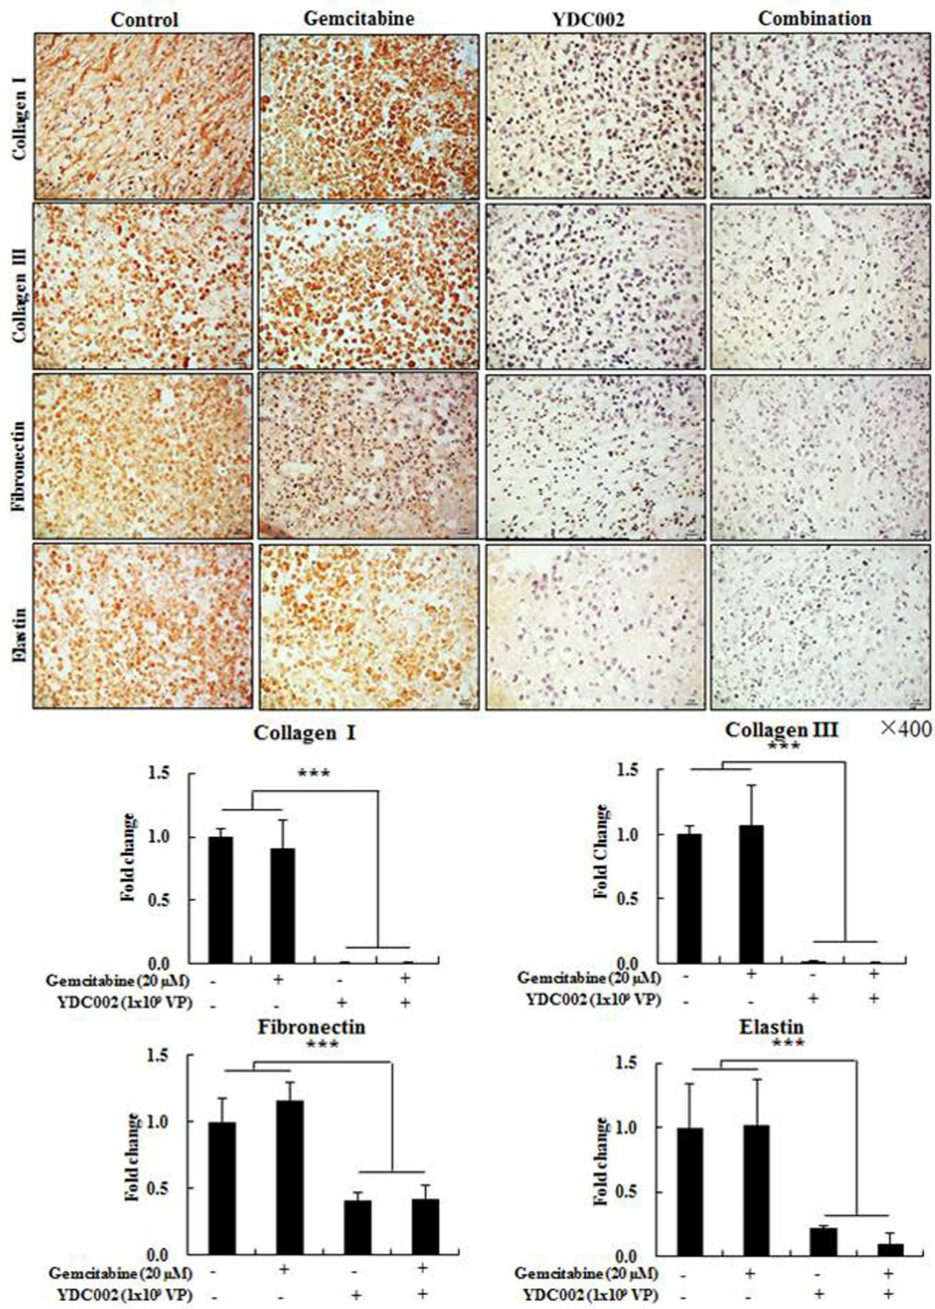 Control Gemcitabine YDC002 Combination
Collagen I
Collagen III
Fibronectin
Elastin
×400
Collagen I
***
Fold change
1.5
1.0
0.5
0.0
Gemcitabine (20 µM) - + - +
YDC002 (1x10⁹ VP) - - + +
Collagen III
***
Fold Change
1.5
1.0
0.5
0.0
Gemcitabine (20 µM) - + - +
YDC002 (1x10⁹ VP) - - + +
Fibronectin
***
Fold change
1.5
1.0
0.5
0.0
Gemcitabine (20 µM) - + - +
YDC002 (1x10⁹ VP) - - + +
Elastin
***
Fold change
1.5
1.0
0.5
0.0
Gemcitabine (20 µM) - + - +
YDC002 (1x10⁹ VP) - - + +